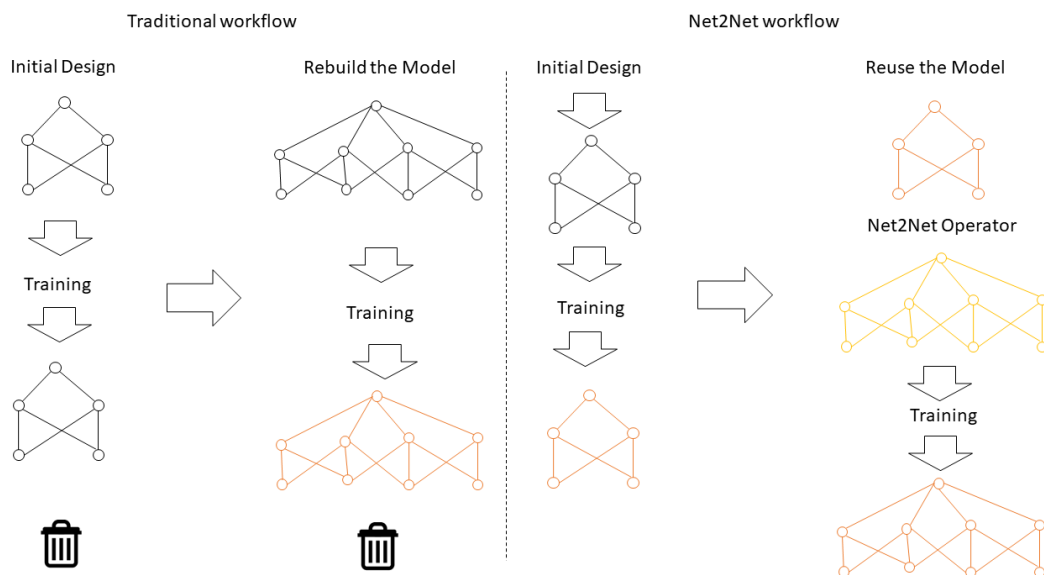 Traditional workflow
Net2Net workflow
Initial Design
Rebuild the Model
Initial Design
Reuse the Model
Net2Net Operator
Training
Training
Training
Training